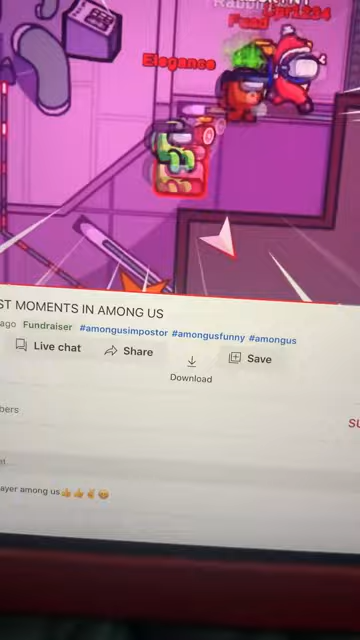 Elegance
ST MOMENTS IN AMONG US
ago Fundraiser #amongusimpostor #amongusfunny #amongus
Live chat Share Download Save
bers
SU
ayer among us👍👍✌😁